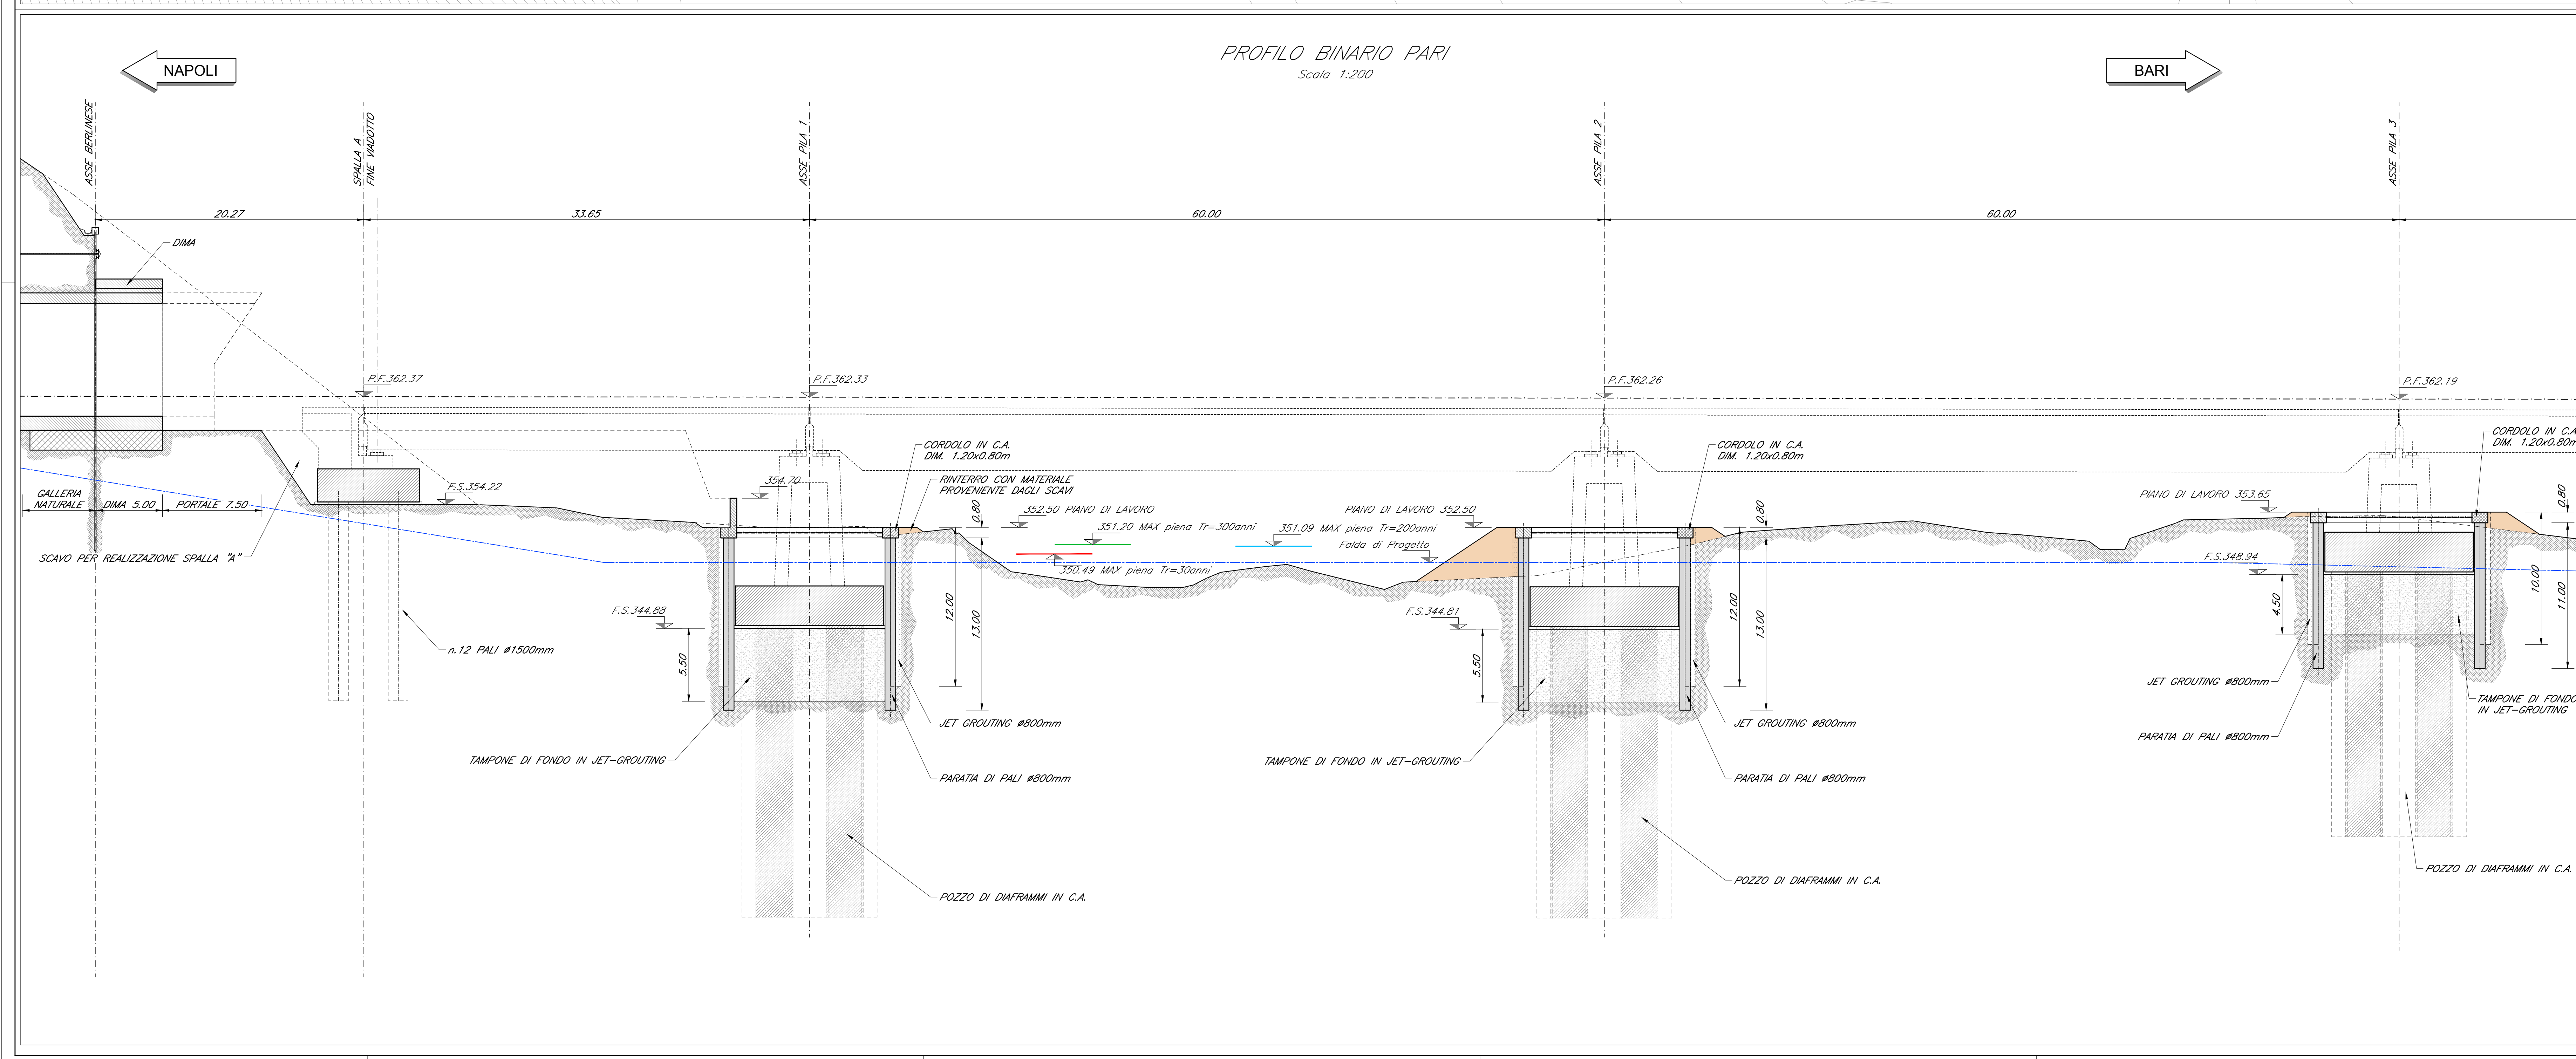 PROFILO BINARIO PARI
Scala 1:200
NAPOLI
BARI
ASSE BERLINESE
SPALLA A
FINE VIADOTTO
ASSE PILA 1
ASSE PILA 2
ASSE PILA 3
20.27
33.65
60.00
60.00
DIMA
P.F.362.37
P.F.362.33
P.F.362.26
P.F.362.19
CORDOLO IN C.A.
DIM. 1.20x0.80m
CORDOLO IN C.A.
DIM. 1.20x0.80m
CORDOLO IN C.A
DIM. 1.20x0.80m
RINTERRO CON MATERIALE
PROVENIENTE DAGLI SCAVI
GALLERIA
NATURALE
DIMA 5.00
PORTALE 7.50
F.S.354.22
354.70
352.50 PIANO DI LAVORO
PIANO DI LAVORO 352.50
PIANO DI LAVORO 353.65
351.20 MAX piena Tr=300anni
351.09 MAX piena Tr=200anni
Falda di Progetto
350.49 MAX piena Tr=30anni
SCAVO PER REALIZZAZIONE SPALLA "A"
F.S.344.88
F.S.344.81
F.S.348.94
0.80
12.00
13.00
5.50
0.80
12.00
13.00
5.50
0.80
10.00
11.00
4.50
n.12 PALI ø1500mm
JET GROUTING ø800mm
JET GROUTING ø800mm
JET GROUTING ø800mm
TAMPONE DI FONDO IN JET-GROUTING
TAMPONE DI FONDO IN JET-GROUTING
TAMPONE DI FONDO
IN JET-GROUTING
PARATIA DI PALI ø800mm
PARATIA DI PALI ø800mm
PARATIA DI PALI ø800mm
POZZO DI DIAFRAMMI IN C.A.
POZZO DI DIAFRAMMI IN C.A.
POZZO DI DIAFRAMMI IN C.A.